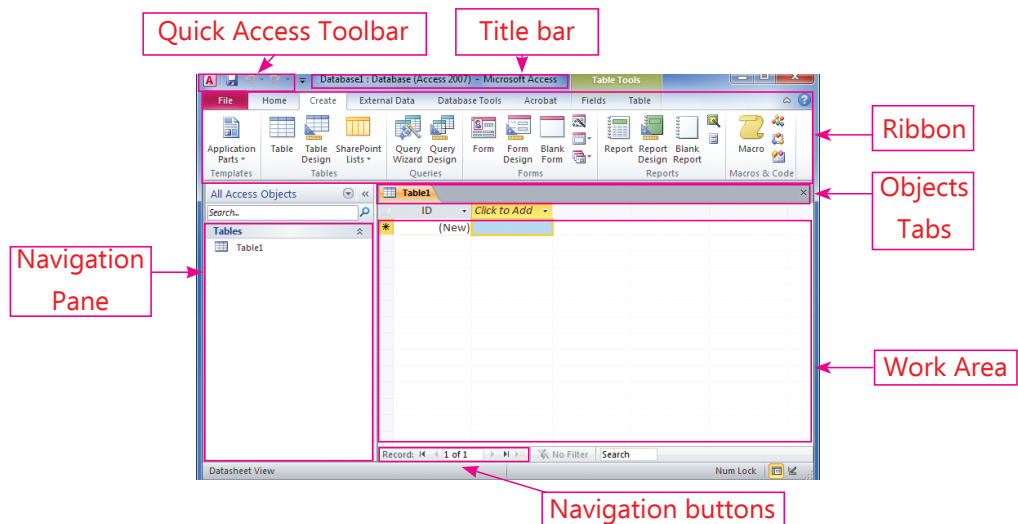 Quick Access Toolbar
Title bar
A
Database1 : Database (Access 2007) - Microsoft Access
Table Tools
File Home Create External Data Database Tools Acrobat Fields Table
Application Parts
Table
Table Design
SharePoint Lists
Query Wizard
Query Design
Form
Form Design
Blank Form
Report
Report Design
Blank Report
Macro
Templates Tables Queries Forms Reports Macros & Code
Ribbon
All Access Objects
Table1
Objects
Tabs
Search...
ID Click to Add
Tables
(New)
Table1
Navigation
Pane
Work Area
Record: 1 of 1 No Filter Search
Datasheet View Num Lock
Navigation buttons